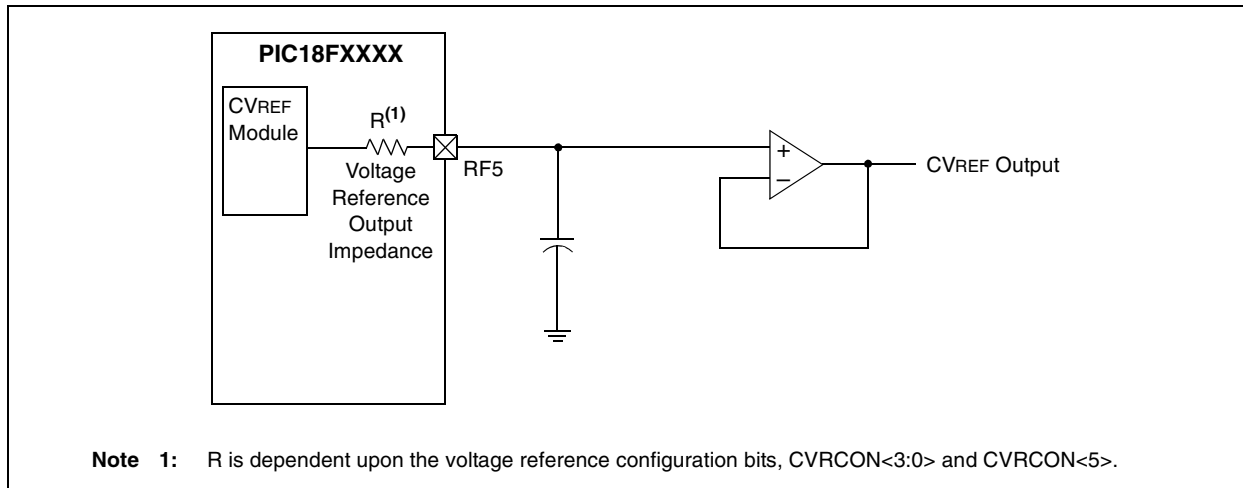 PIC18FXXXX
CVREF
Module
R(1)
Voltage
Reference
Output
Impedance
RF5
+
–
CVREF Output
Note 1: R is dependent upon the voltage reference configuration bits, CVRCON<3:0> and CVRCON<5>.